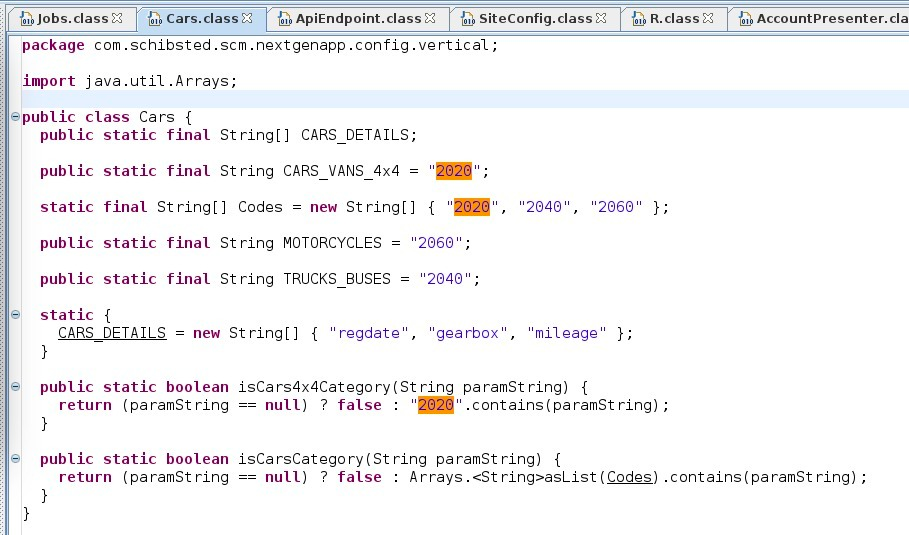 Jobs.class Cars.class ApiEndpoint.class SiteConfig.class R.class AccountPresenter.cla
package com.schibsted.scm.nextgenapp.config.vertical;
import java.util.Arrays;
public class Cars {
public static final String[] CARS_DETAILS;
public static final String CARS_VANS_4x4 = "2020";
static final String[] Codes = new String[] { "2020", "2040", "2060" };
public static final String MOTORCYCLES = "2060";
public static final String TRUCKS_BUSES = "2040";
static {
CARS_DETAILS = new String[] { "regdate", "gearbox", "mileage" };
}
public static boolean isCars4x4Category(String paramString) {
return (paramString == null) ? false : "2020".contains(paramString);
}
public static boolean isCarsCategory(String paramString) {
return (paramString == null) ? false : Arrays.<String>asList(Codes).contains(paramString);
}
}